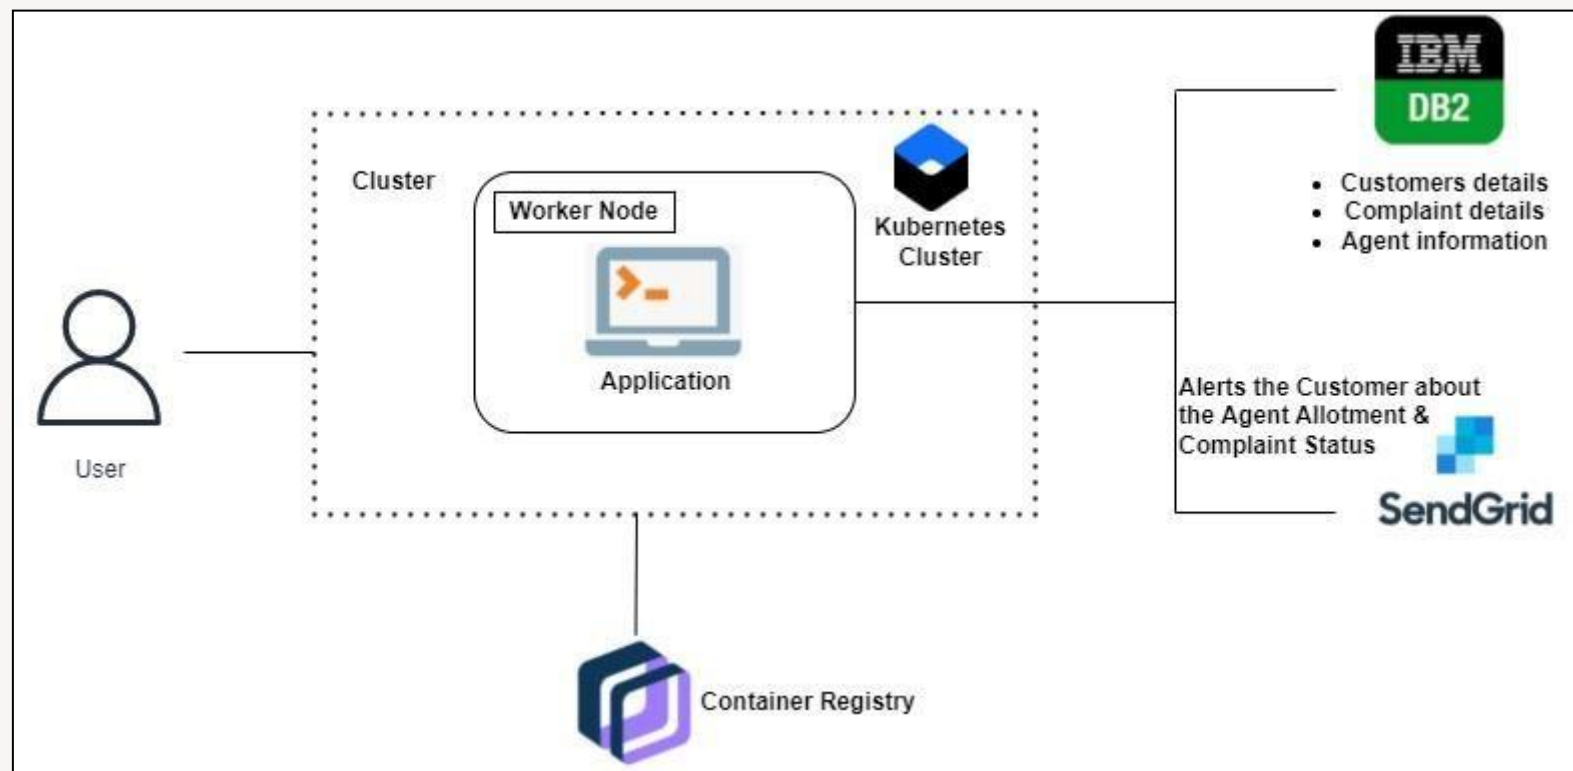 IBM
DB2
• Customers details
• Complaint details
• Agent information
Cluster
Worker Node
Kubernetes
Cluster
Application
User
Alerts the Customer about
the Agent Allotment &
Complaint Status
SendGrid
Container Registry